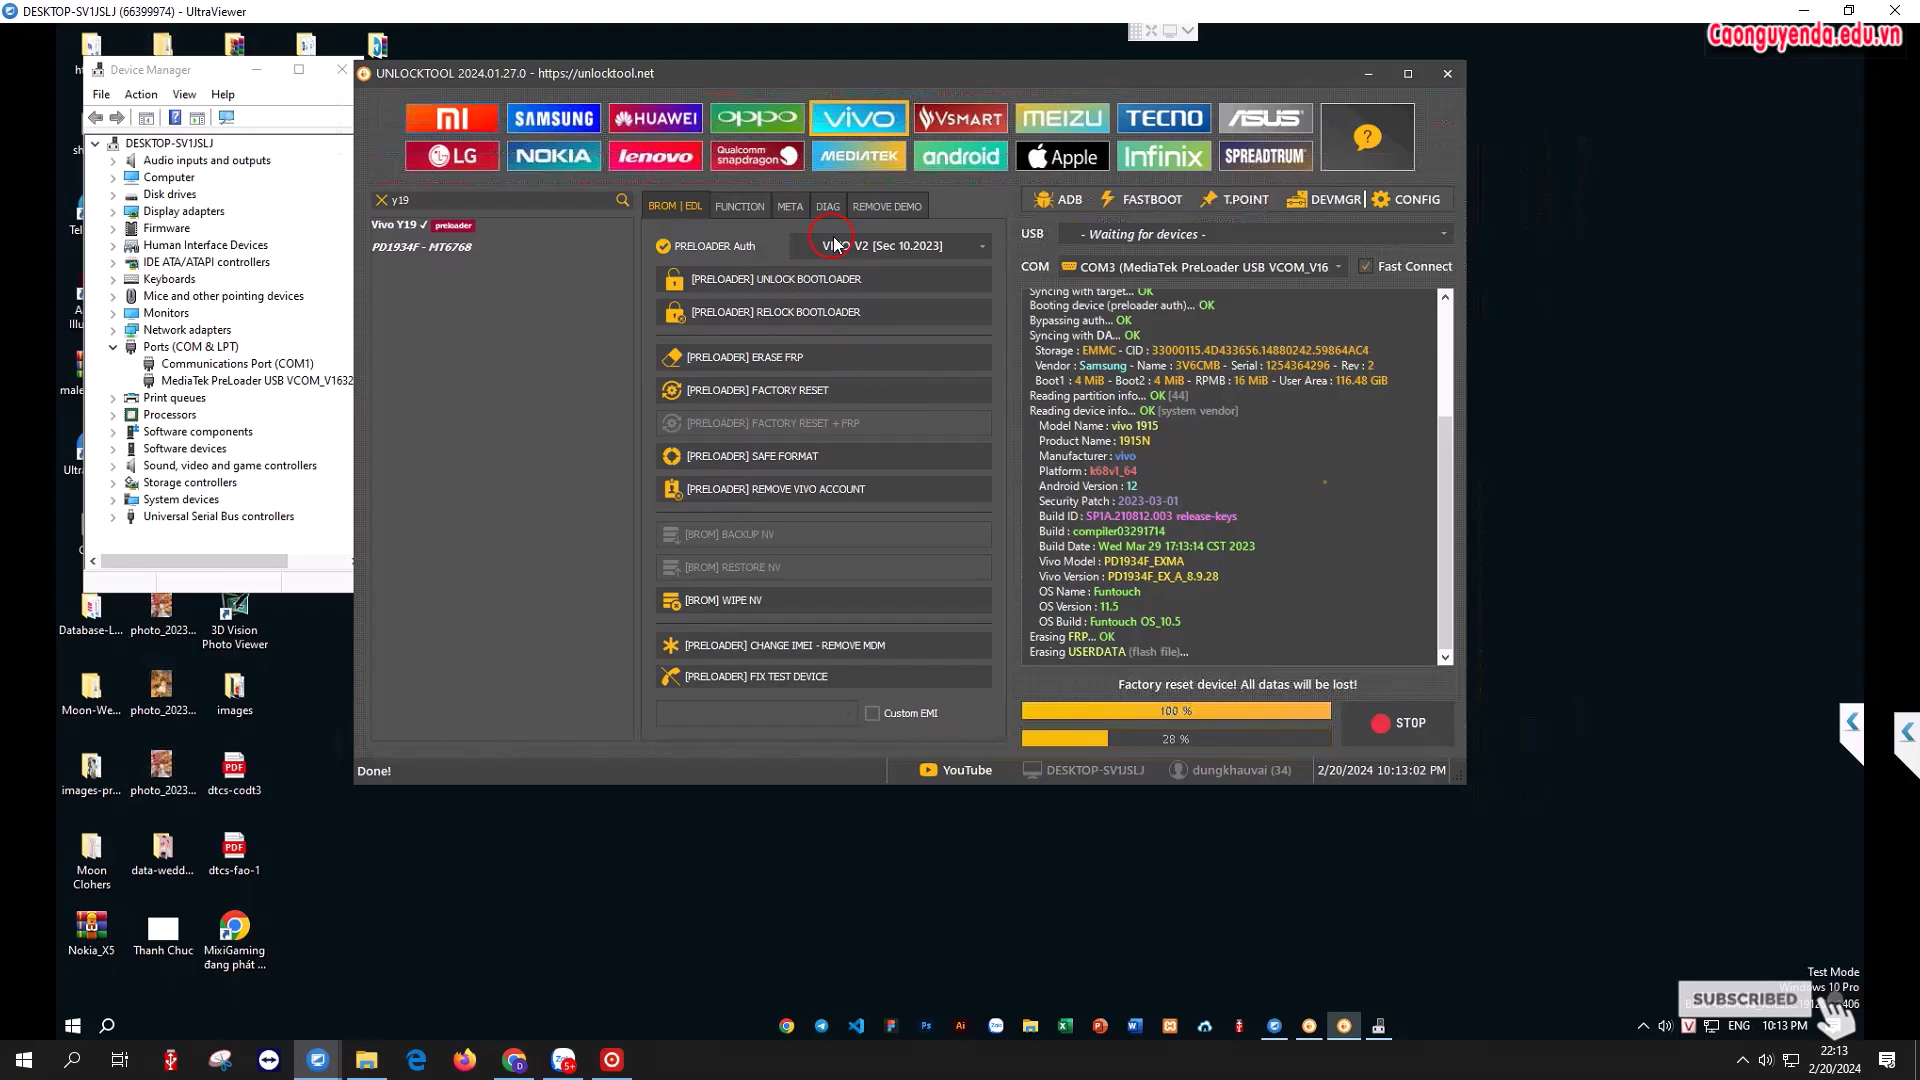 DESKTOP-SV1JSLJ (66399974) - UltraViewer
Caonguyenda.edu.vn
Device Manager
File Action View Help
DESKTOP-SV1JSLJ
Audio inputs and outputs
Computer
Disk drives
Display adapters
Firmware
Human Interface Devices
IDE ATA/ATAPI controllers
Keyboards
Mice and other pointing devices
Monitors
Network adapters
Ports (COM & LPT)
Communications Port (COM1)
MediaTek PreLoader USB VCOM_V1632
Print queues
Processors
Software components
Software devices
Sound, video and game controllers
Storage controllers
System devices
Universal Serial Bus controllers
UNLOCKTOOL 2024.01.27.0 - https://unlocktool.net
MI SAMSUNG HUAWEI oppo vivo VSMART MEIZU TECNO ASUS
LG NOKIA lenovo Qualcomm snapdragon MEDIATEK android Apple Infinix SPREADTRUM ?
y19
Vivo Y19 ✓ preloader
PD1934F - MT6768
BROM | EDL FUNCTION META DIAG REMOVE DEMO
PRELOADER Auth
V2 [Sec 10.2023]
[PRELOADER] UNLOCK BOOTLOADER
[PRELOADER] RELOCK BOOTLOADER
[PRELOADER] ERASE FRP
[PRELOADER] FACTORY RESET
[PRELOADER] FACTORY RESET + FRP
[PRELOADER] SAFE FORMAT
[PRELOADER] REMOVE VIVO ACCOUNT
[BROM] BACKUP NV
[BROM] RESTORE NV
[BROM] WIPE NV
[PRELOADER] CHANGE IMEI - REMOVE MDM
[PRELOADER] FIX TEST DEVICE
Custom EMI
ADB FASTBOOT T.POINT DEVMGR CONFIG
USB - Waiting for devices -
COM COM3 (MediaTek PreLoader USB VCOM_V16 Fast Connect
Syncing with target... OK
Booting device (preloader auth)... OK
Bypassing auth... OK
Syncing with DA... OK
Storage : EMMC - CID : 33000115.4D433656.14880242.59864AC4
Vendor : Samsung - Name : 3V6CMB - Serial : 1254364296 - Rev : 2
Boot1 : 4 MiB - Boot2 : 4 MiB - RPMB : 16 MiB - User Area : 116.48 GiB
Reading partition info... OK [44]
Reading device info... OK [system vendor]
Model Name : vivo 1915
Product Name : 1915N
Manufacturer : vivo
Platform : k68v1_64
Android Version : 12
Security Patch : 2023-03-01
Build ID : SP1A.210812.003 release-keys
Build : compiler03291714
Build Date : Wed Mar 29 17:13:14 CST 2023
Vivo Model : PD1934F_EXMA
Vivo Version : PD1934F_EX_A_8.9.28
OS Name : Funtouch
OS Version : 11.5
OS Build : Funtouch OS_10.5
Erasing FRP... OK
Erasing USERDATA (flash file)...
Factory reset device! All datas will be lost!
100 %
28 %
STOP
Done!
YouTube DESKTOP-SV1JSLJ dungkhauvai (34) 2/20/2024 10:13:02 PM
Database-L... photo_2023... 3D Vision Photo Viewer
Moon-We... photo_2023... images
images-pr... photo_2023... dtcs-codt3
Moon Clohers data-wedd... dtcs-fao-1
Nokia_X5 Thanh Chuc MixiGaming đang phát ...
Test Mode
Windows 10 Pro
SUBSCRIBED
ENG 10:13 PM
22:13
2/20/2024